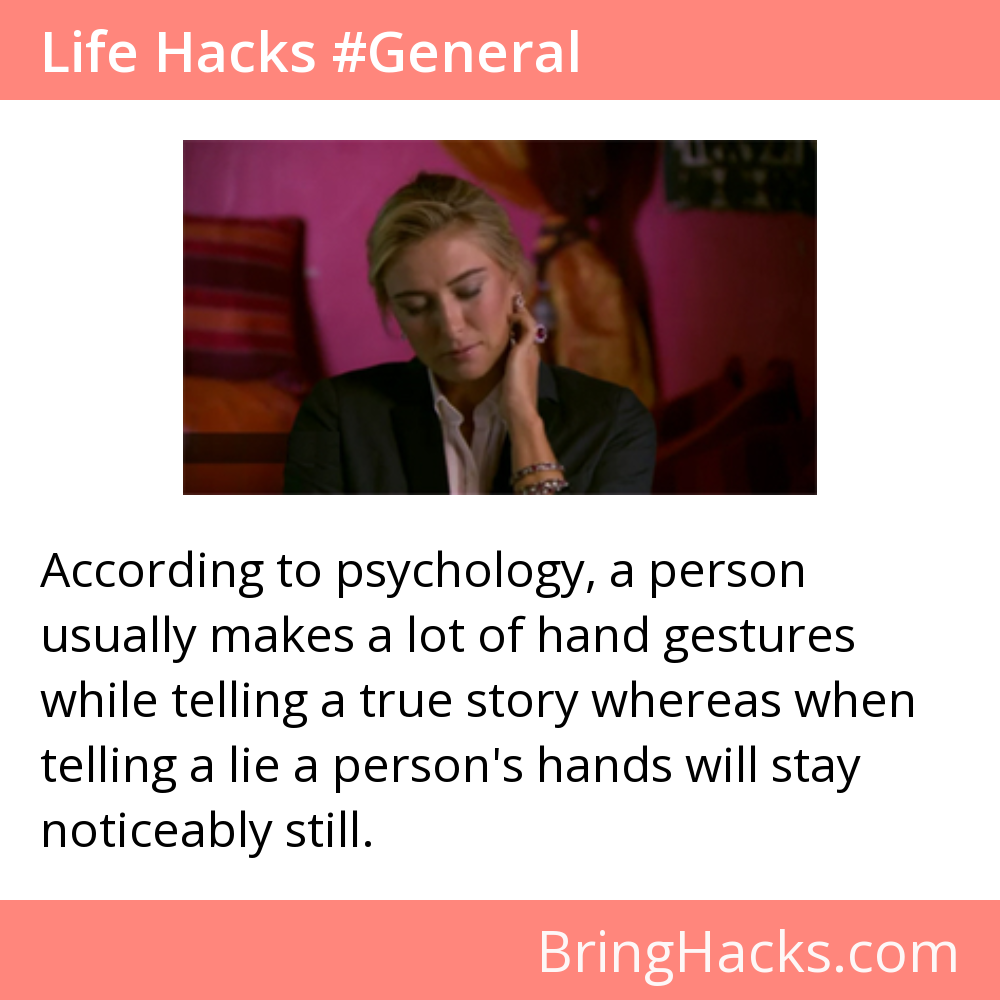 Life Hacks #General
According to psychology, a person
usually makes a lot of hand gestures
while telling a true story whereas when
telling a lie a person's hands will stay
noticeably still.
BringHacks.com